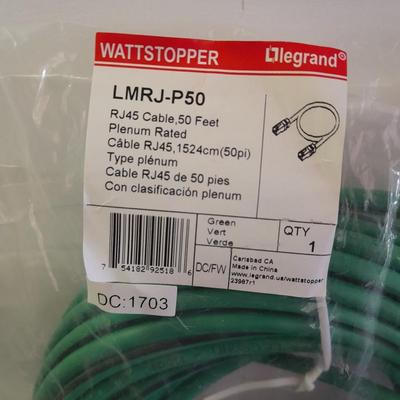 WATTSTOPPER
legrand®
LMRJ-P50
RJ45 Cable,50 Feet
Plenum Rated
Câble RJ45,1524cm(50pi)
Type plénum
Cable RJ45 de 50 pies
Con clasificación plenum
Green
Vert
Verde
QTY
1
7 54182 92518 6
DC/FW
Carlsbad CA
Made in China
www.legrand.us/wattstopper
23987r1
DC:1703